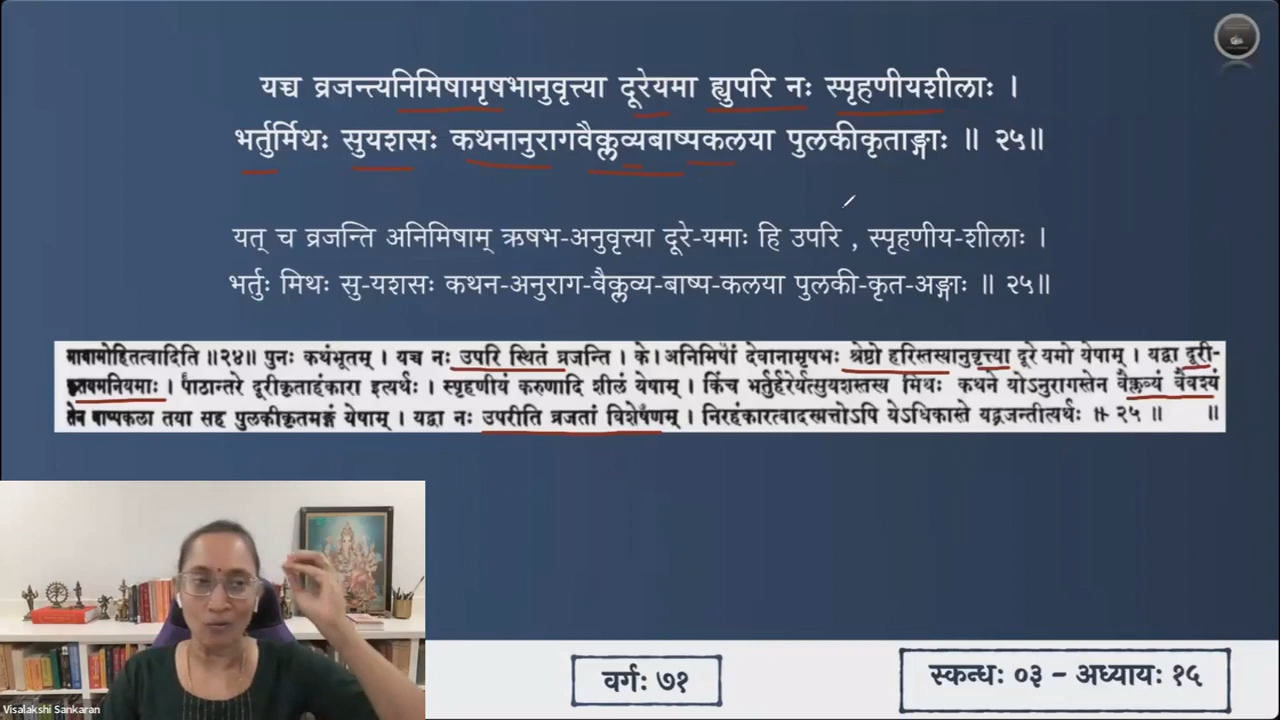 यच्च व्रजन्त्यनिमिषामृषभानुवृत्त्या दूरेयमा ह्युपरि नः स्पृहणीयशीलाः ।
भर्तुर्मिथः सुयशसः कथनानुरागवैक्लव्यबाष्पकलया पुलकीकृताङ्गाः ॥ २५॥
यत् च व्रजन्ति अनिमिषाम् ऋषभ-अनुवृत्त्या दूरे-यमाः हि उपरि , स्पृहणीय-शीलाः ।
भर्तुः मिथः सु-यशसः कथन-अनुराग-वैक्लव्य-बाष्प-कलया पुलकी-कृत-अङ्गाः ॥ २५॥
मायामोहितत्वादिति ॥२४॥ पुनः कथंभूतम् । यच्च नः उपरि स्थितं व्रजन्ति । के। अनिमिषां देवानामृषभः श्रेष्ठो हरिस्तस्यानुवृत्त्या दूरे यमो येषाम् । यद्वा दूरी-
कृतयमनियमाः । पाठान्तरे दूरीकृताहंकारा इत्यर्थः । स्पृहणीयं करुणादि शीलं येषाम् । किंच भर्तुर्हरेर्यत्सुयशस्तस्य मिथः कथने योऽनुरागस्तेन वैक्लव्यं वैवश्यं
तेन बाष्पकला तया सह पुलकीकृतमङ्गं येषाम् । यद्वा नः उपरीति व्रजतां विशेषणम् । निरहंकारत्वादस्मत्तोऽपि येऽधिकास्ते यद्व्रजन्तीत्यर्थः ॥ २५ ॥ ॥
Visalakshi Sankaran
वर्गः ७१
स्कन्धः ०३ – अध्यायः १५